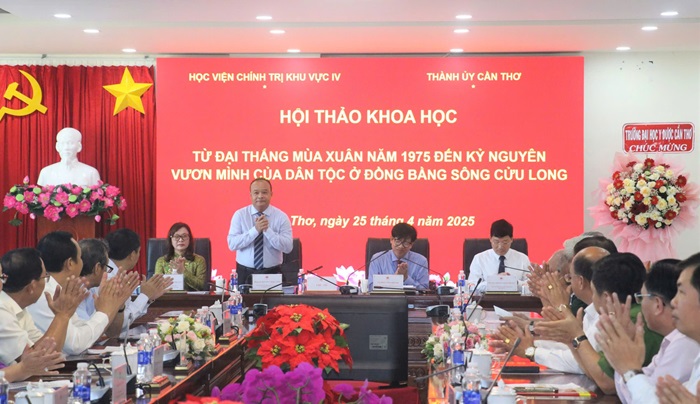 HỌC VIỆN CHÍNH TRỊ KHU VỰC IV
THÀNH ỦY CẦN THƠ
HỘI THẢO KHOA HỌC
TỪ ĐẠI THẮNG MÙA XUÂN NĂM 1975 ĐẾN KỶ NGUYÊN
VƯƠN MÌNH CỦA DÂN TỘC Ở ĐỒNG BẰNG SÔNG CỬU LONG
Thơ, ngày 25 tháng 4 năm 2025
TRƯỜNG ĐẠI HỌC Y DƯỢC CẦN THƠ
CHÚC MỪNG